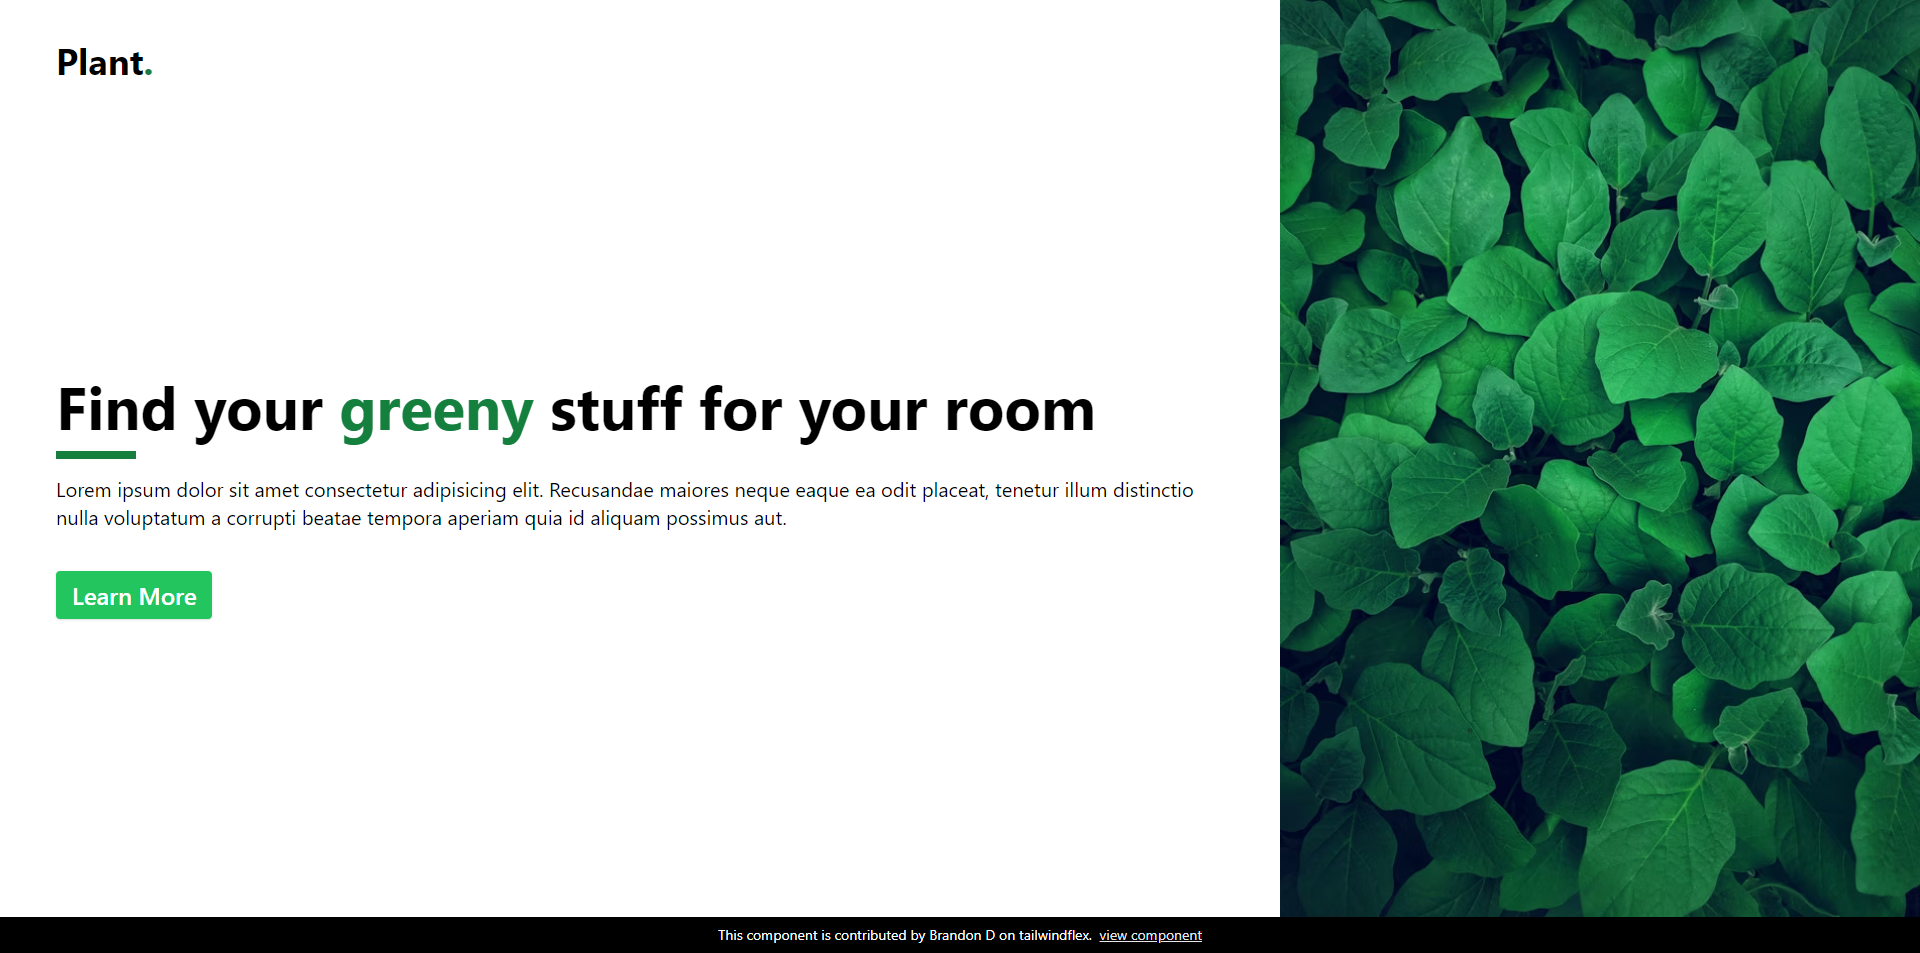 Plant.
Find your greeny stuff for your room
Lorem ipsum dolor sit amet consectetur adipisicing elit. Recusandae maiores neque eaque ea odit placeat, tenetur illum distinctio
nulla voluptatum a corrupti beatae tempora aperiam quia id aliquam possimus aut.
Learn More
This component is contributed by Brandon D on tailwindflex. view component